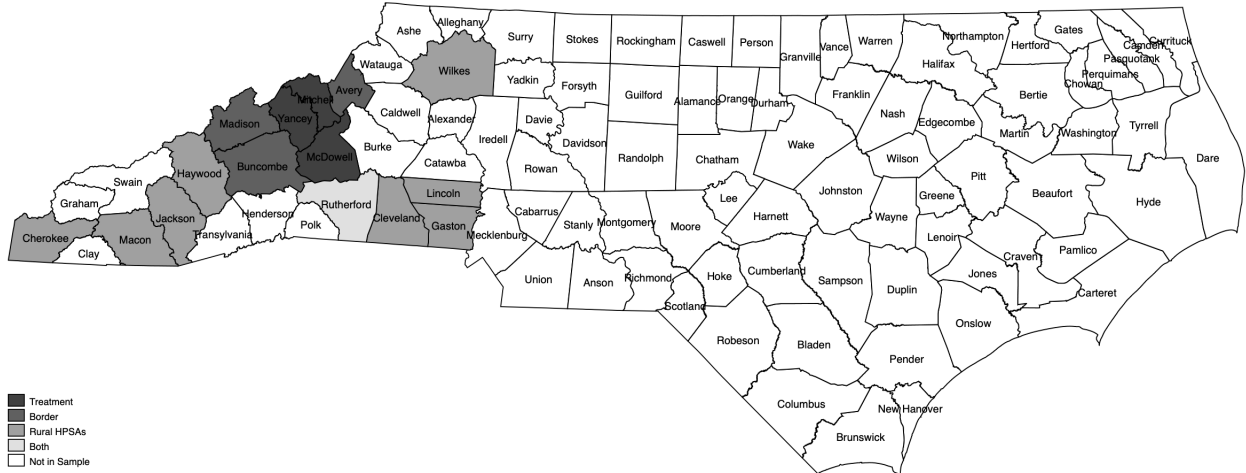 Ashe
Alleghany
Surry
Stokes
Rockingham
Caswell
Person
Granville
Vance
Warren
Northampton
Hertford
Gates
Camden
Currituck
Pasquotank
Perquimans
Chowan
Watauga
Wilkes
Yadkin
Forsyth
Guilford
Alamance
Orange
Durham
Franklin
Halifax
Bertie
Mitchell
Avery
Caldwell
Alexander
Iredell
Davie
Davidson
Randolph
Chatham
Wake
Nash
Edgecombe
Martin
Washington
Tyrrell
Dare
Madison
Yancey
Buncombe
McDowell
Burke
Catawba
Rowan
Wilson
Johnston
Greene
Pitt
Beaufort
Hyde
Swain
Haywood
Graham
Jackson
Rutherford
Lincoln
Cleveland
Gaston
Henderson
Polk
Transylvania
Cherokee
Macon
Clay
Mecklenburg
Cabarrus
Stanly
Montgomery
Moore
Lee
Harnett
Wayne
Lenoir
Craven
Pamlico
Jones
Carteret
Union
Anson
Richmond
Scotland
Hoke
Cumberland
Sampson
Duplin
Onslow
Robeson
Bladen
Pender
Columbus
New Hanover
Brunswick
Treatment
Border
Rural HPSAs
Both
Not in Sample